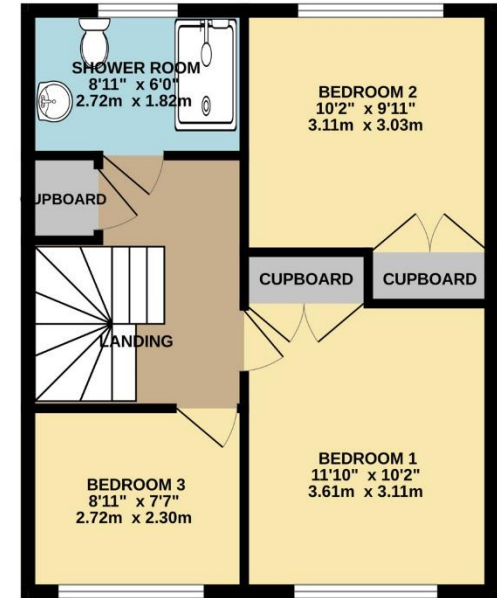 SHOWER ROOM
8'11" x 6'0"
2.72m x 1.82m
BEDROOM 2
10'2" x 9'11"
3.11m x 3.03m
CUPBOARD
CUPBOARD
CUPBOARD
LANDING
BEDROOM 1
11'10" x 10'2"
3.61m x 3.11m
BEDROOM 3
8'11" x 7'7"
2.72m x 2.30m